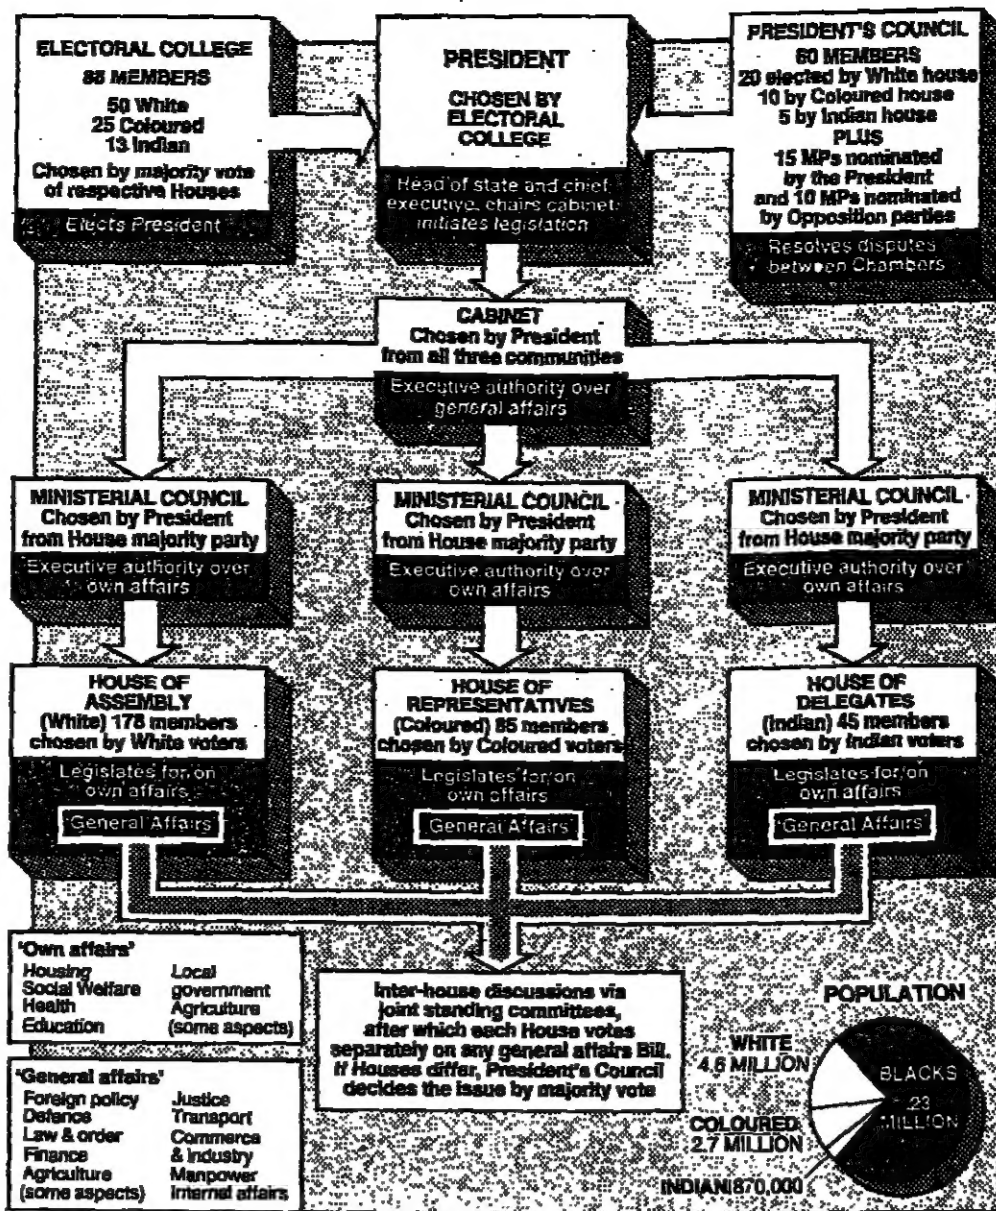 ELECTORAL COLLEGE
88 MEMBERS
50 White
25 Coloured
13 Indian
Chosen by majority vote
of respective Houses
Elects President
PRESIDENT
CHOSEN BY
ELECTORAL
COLLEGE
Head of state and chief
executive, chairs cabinet,
initiates legislation
PRESIDENT'S COUNCIL
60 MEMBERS
20 elected by White house
10 by Coloured house
5 by Indian house
PLUS
15 MPs nominated
by the President
and 10 MPs nominated
by Opposition parties
Resolves disputes
between Chambers
CABINET
Chosen by President
from all three communities
Executive authority over
general affairs
MINISTERIAL COUNCIL
Chosen by President
from House majority party
Executive authority over
own affairs
MINISTERIAL COUNCIL
Chosen by President
from House majority party
Executive authority over
own affairs
MINISTERIAL COUNCIL
Chosen by President
from House majority party
Executive authority over
own affairs
HOUSE OF
ASSEMBLY
(White) 178 members
chosen by White voters
Legislates for/on
own affairs
'General Affairs'
HOUSE OF
REPRESENTATIVES
(Coloured) 85 members
chosen by Coloured voters
Legislates for/on
own affairs
'General Affairs'
HOUSE OF
DELEGATES
(Indian) 45 members
chosen by Indian voters
Legislates for/on
own affairs
'General Affairs'
'Own affairs'
Housing Local
Social Welfare government
Health Agriculture
Education (some aspects)
'General affairs'
Foreign policy Justice
Defence Transport
Law & order Commerce
Finance & Industry
Agriculture Manpower
(some aspects) Internal affairs
Inter-house discussions via
joint standing committees,
after which each House votes
separately on any general affairs Bill.
If Houses differ, President's Council
decides the issue by majority vote
POPULATION
WHITE
4.6 MILLION
BLACKS
23
MILLION
COLOURED
2.7 MILLION
INDIAN 870,000